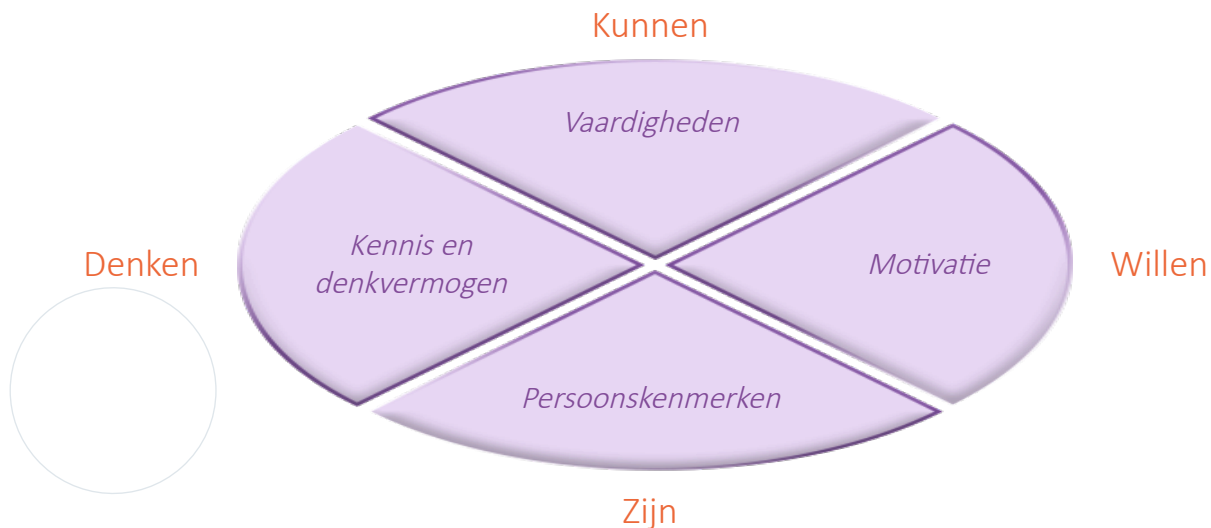 Kunnen
Vaardigheden
Denken
Kennis en
denkvermogen
Motivatie
Willen
Persoonskenmerken
Zijn